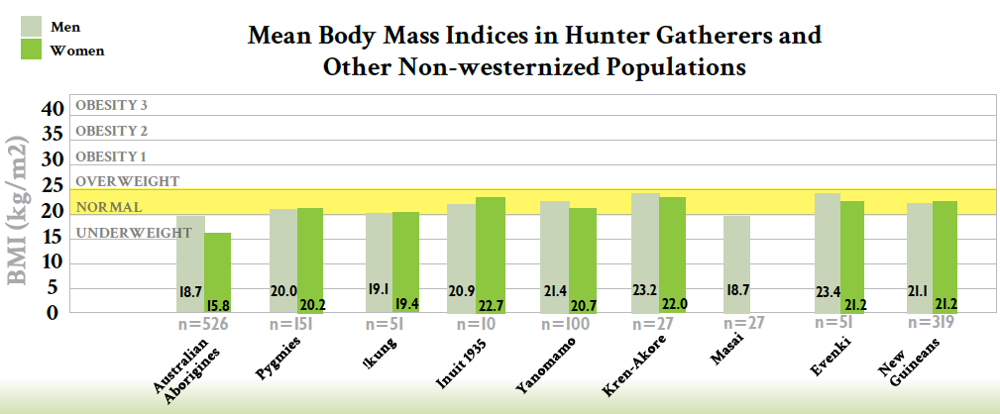 Men
Women
Mean Body Mass Indices in Hunter Gatherers and
Other Non-westernized Populations
BMI (kg/m2)
40
35
30
25
20
15
10
5
0
OBESITY 3
OBESITY 2
OBESITY 1
OVERWEIGHT
NORMAL
UNDERWEIGHT
18.7 15.8
20.0 20.2
19.1 19.4
20.9 22.7
21.4 20.7
23.2 22.0
18.7
23.4 21.2
21.1 21.2
n=526 n=151 n=51 n=10 n=100 n=27 n=27 n=51 n=319
Australian
Aborigines
Pygmies
!kung
Inuit 1935
Yanomamo
Kren-Akore
Masai
Evenki
New
Guineans